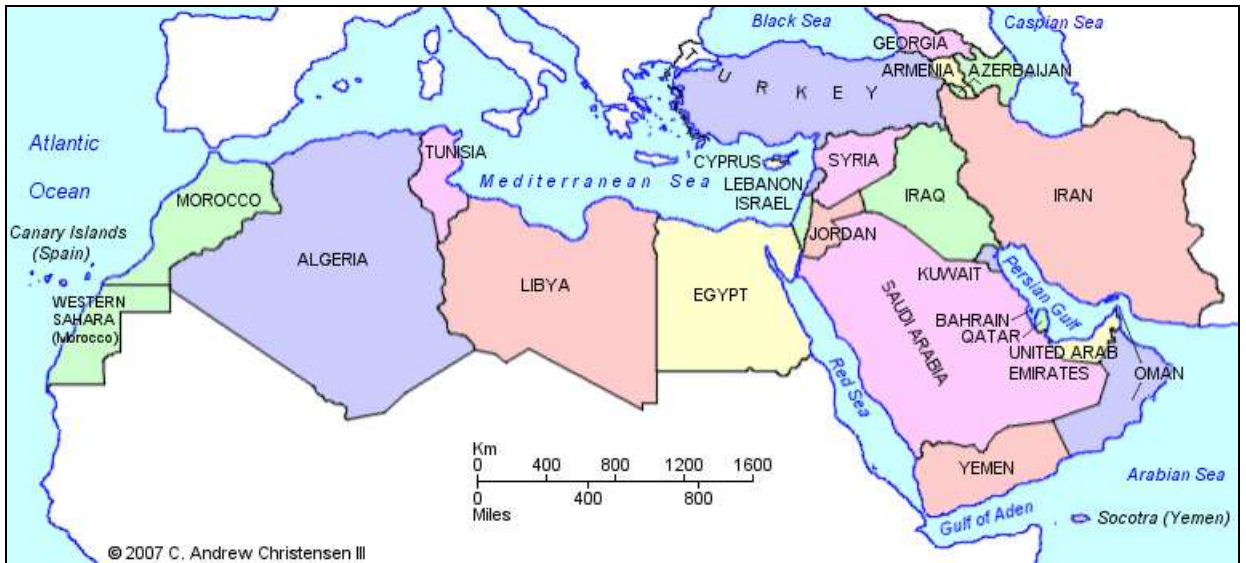 Black Sea
Caspian Sea
GEORGIA
ARMENIA
AZERBAIJAN
TURKEY
Atlantic
Ocean
TUNISIA
CYPRUS
SYRIA
Mediterranean Sea
LEBANON
ISRAEL
MOROCCO
IRAQ
IRAN
Canary Islands
(Spain)
JORDAN
ALGERIA
KUWAIT
Persian Gulf
LIBYA
EGYPT
SAUDI ARABIA
WESTERN
SAHARA
(Morocco)
BAHRAIN
QATAR
UNITED ARAB
EMIRATES
OMAN
Red Sea
Km
0 400 800 1200 1600
0 400 800
Miles
YEMEN
Arabian Sea
Gulf of Aden
Socotra (Yemen)
© 2007 C. Andrew Christensen III